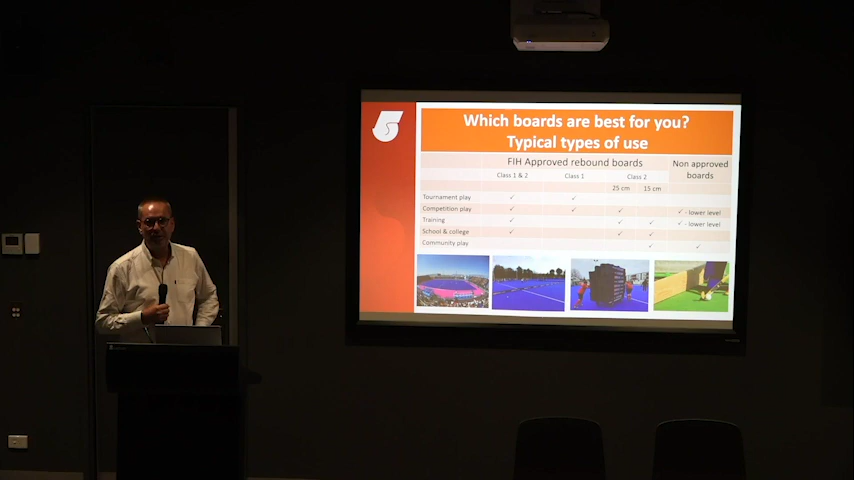 Which boards are best for you?
Typical types of use
FIH Approved rebound boards
Non approved
boards
Class 1 & 2
Class 1
Class 2
25 cm
15 cm
Tournament play ✓ ✓
Competition play ✓ ✓ ✓ ✓ - lower level
Training ✓ ✓ ✓ ✓ - lower level
School & college ✓ ✓ ✓
Community play ✓ ✓